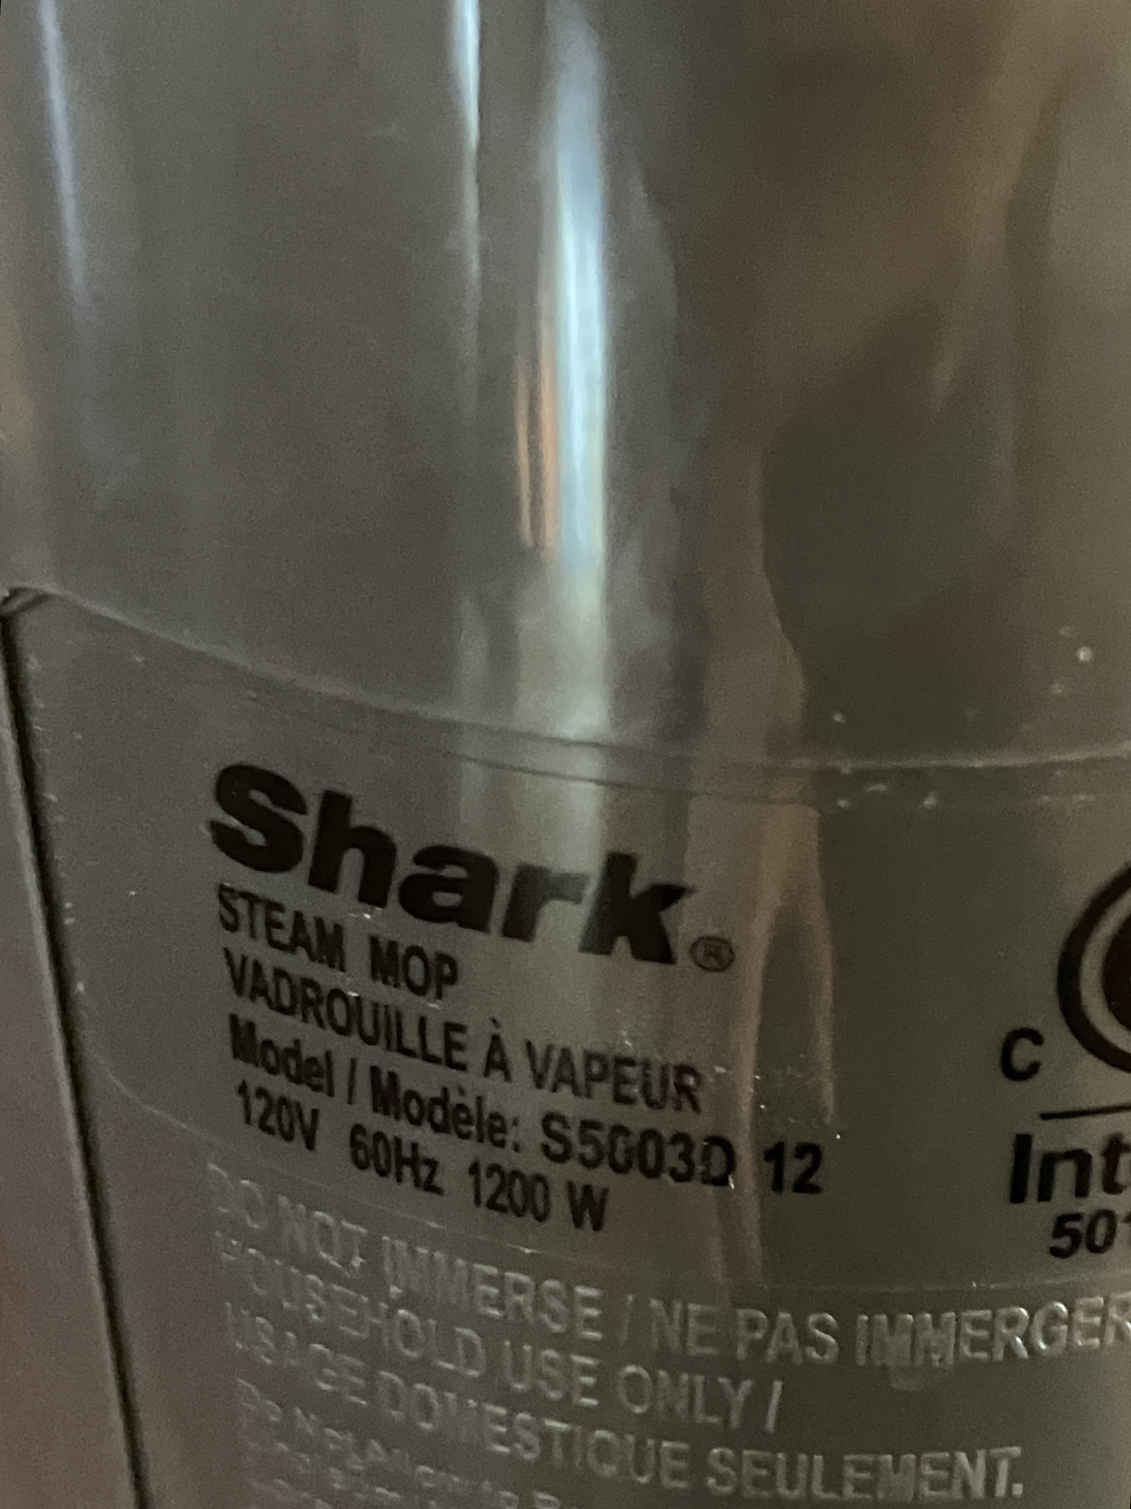 Shark®
STEAM MOP
VADROUILLE À VAPEUR
Model / Modèle: S5003D 12
120V 60Hz 1200 W
C
Int
50
DO NOT IMMERSE / NE PAS IMMERGER
HOUSEHOLD USE ONLY /
USAGE DOMESTIQUE SEULEMENT.